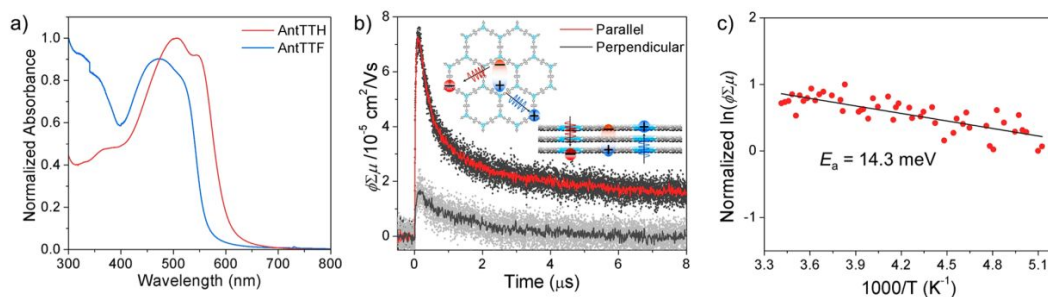 a)
AntTTH
AntTTF
Normalized Absorbance
1.0
0.8
0.6
0.4
0.2
0.0
300 400 500 600 700 800
Wavelength (nm)
b)
Parallel
Perpendicular
ϕΣμ /10⁻⁵ cm²/Vs
8
6
4
2
0
0 2 4 6 8
Time (μs)
c)
Normalized ln(ϕΣμ)
1
0
-1
Eₐ = 14.3 meV
3.3 3.6 3.9 4.2 4.5 4.8 5.1
1000/T (K⁻¹)